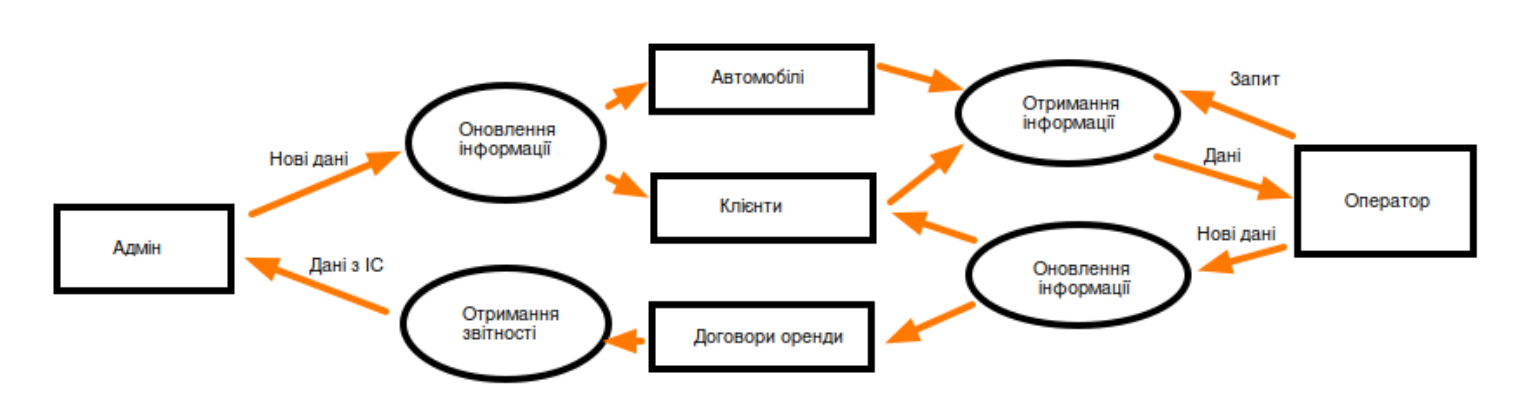 Автомобілі
Запит
Отримання
інформації
Оновлення
інформації
Нові дані
Дані
Клієнти
Оператор
Нові дані
Адмін
Дані з ІС
Оновлення
інформації
Отримання
звітності
Договори оренди